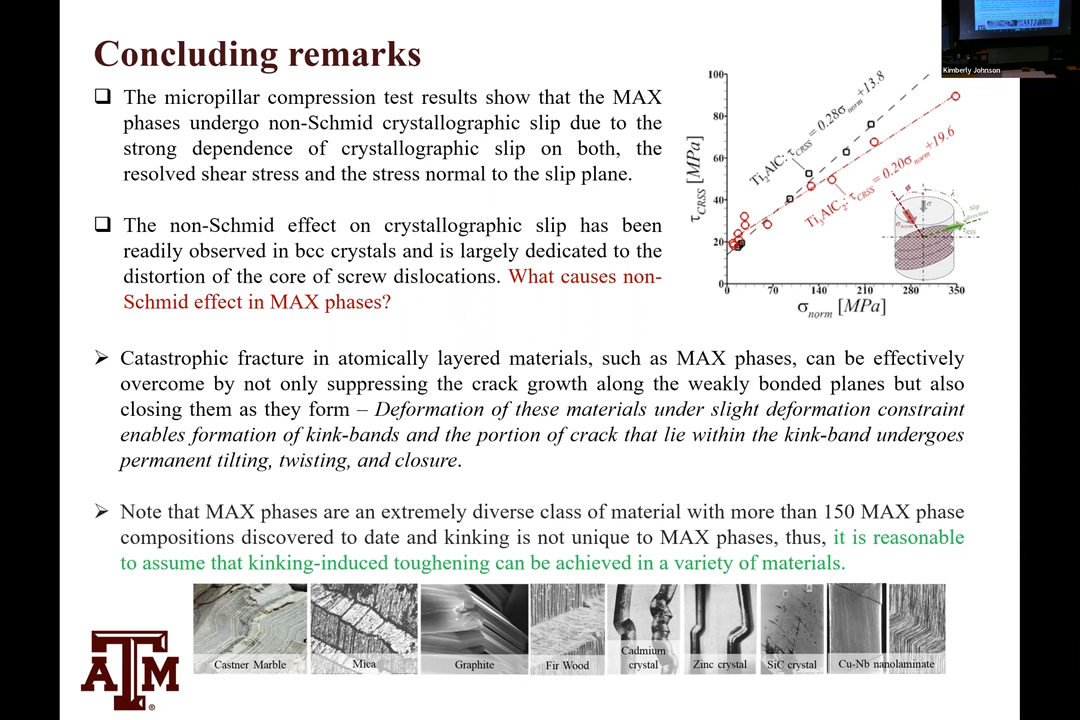 Concluding remarks
Kimberly Johnson
❑ The micropillar compression test results show that the MAX
phases undergo non-Schmid crystallographic slip due to the
strong dependence of crystallographic slip on both, the
resolved shear stress and the stress normal to the slip plane.
❑ The non-Schmid effect on crystallographic slip has been
readily observed in bcc crystals and is largely dedicated to the
distortion of the core of screw dislocations. What causes non-
Schmid effect in MAX phases?
100
80
60
40
20
0
τCRSS [MPa]
0 70 140 210 280 350
σnorm [MPa]
Ti2AlC: τCRSS = 0.28σnorm+13.8
Ti3AlC2: τCRSS = 0.20σnorm+19.6
σ
σnorm
Slip
direction
τRSS
➢ Catastrophic fracture in atomically layered materials, such as MAX phases, can be effectively
overcome by not only suppressing the crack growth along the weakly bonded planes but also
closing them as they form – Deformation of these materials under slight deformation constraint
enables formation of kink-bands and the portion of crack that lie within the kink-band undergoes
permanent tilting, twisting, and closure.
➢ Note that MAX phases are an extremely diverse class of material with more than 150 MAX phase
compositions discovered to date and kinking is not unique to MAX phases, thus, it is reasonable
to assume that kinking-induced toughening can be achieved in a variety of materials.
Castner Marble
Mica
Graphite
Fir Wood
Cadmium
crystal
Zinc crystal
SiC crystal
Cu-Nb nanolaminate
ATM
®